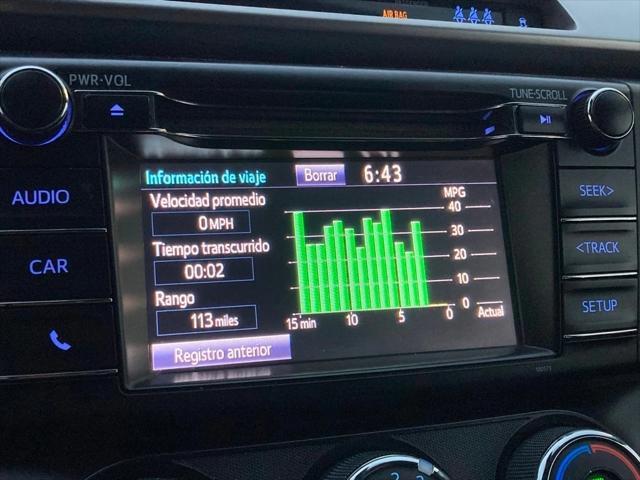 AIR BAG
PWR·VOL
TUNE·SCROLL
AUDIO
CAR
SEEK>
<TRACK
SETUP
Información de viaje
Borrar
6:43
Velocidad promedio
0 MPH
Tiempo transcurrido
00:02
Rango
113 miles
Registro anterior
MPG
40
30
20
10
0
15 min
10
5
0
Actual